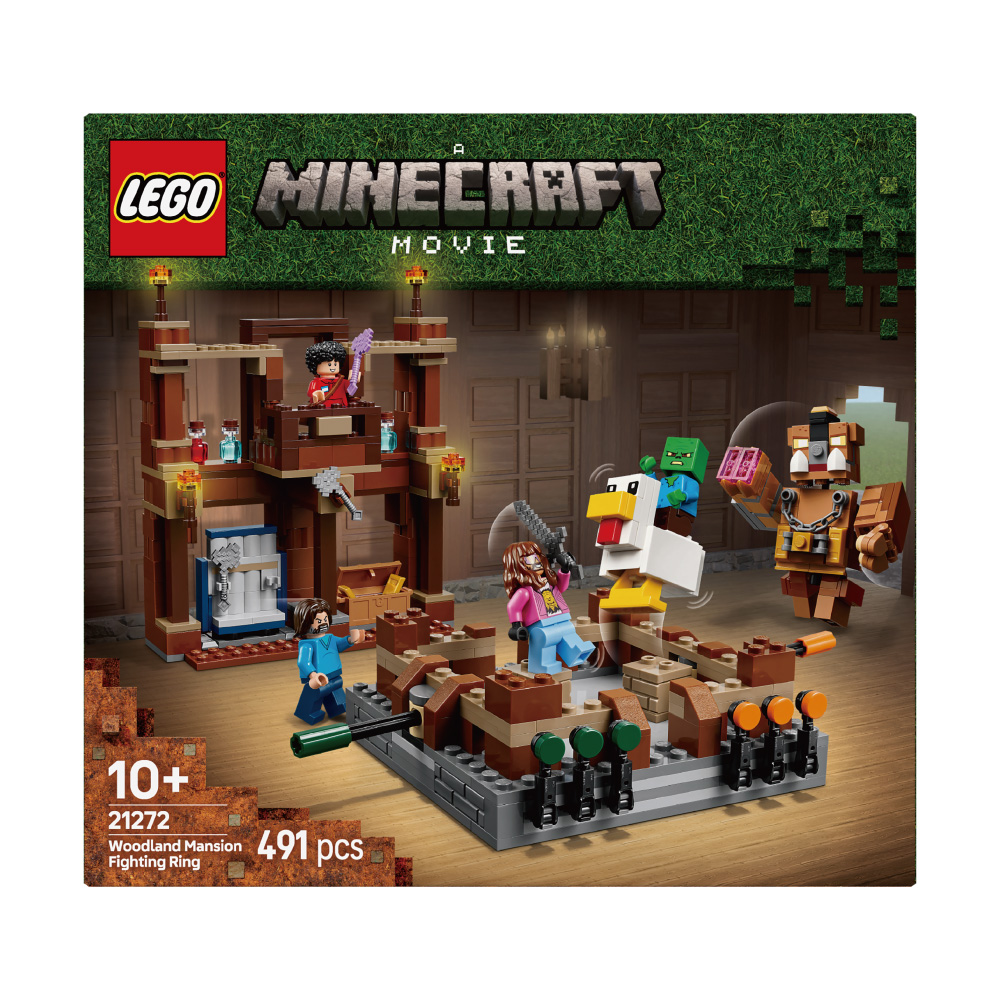 LEGO
A
MINECRAFT
MOVIE
10+
21272
Woodland Mansion
Fighting Ring
491 pcs